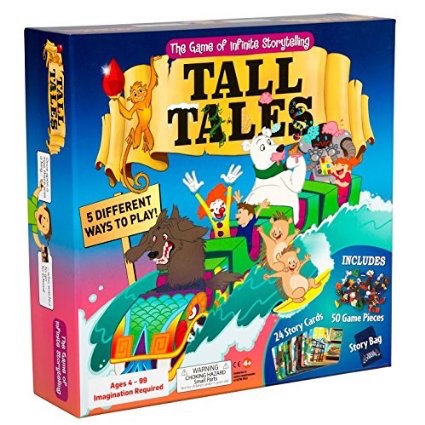 The Game of Infinite Storytelling
TALL
TALES
TALL
TALES
5 DIFFERENT
WAYS TO PLAY!
INCLUDES
24 Story Cards
50 Game Pieces
Story Bag
The Game of
Infinite Storytelling
Ages 4 - 99
Imagination Required
WARNING
CHOKING HAZARD
Small Parts
CE
4+